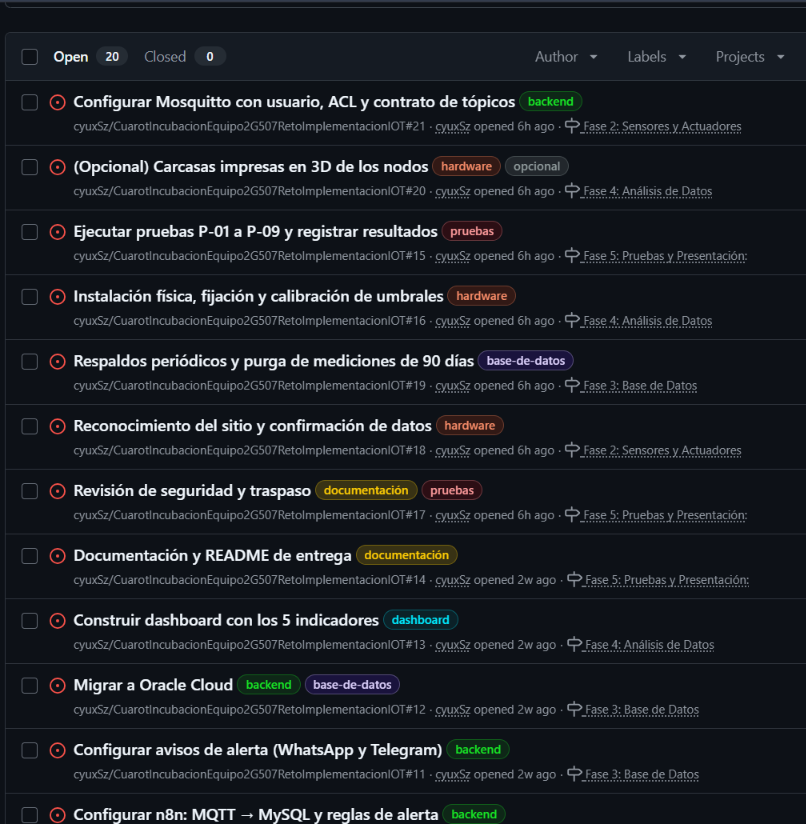 Open 20 Closed 0 Author Labels Projects
Configurar Mosquitto con usuario, ACL y contrato de tópicos backend
cyuxSz/CuarotIncubacionEquipo2G507RetoImplementacionIOT#21 · cyuxSz opened 6h ago · Fase 2: Sensores y Actuadores
(Opcional) Carcasas impresas en 3D de los nodos hardware opcional
cyuxSz/CuarotIncubacionEquipo2G507RetoImplementacionIOT#20 · cyuxSz opened 6h ago · Fase 4: Análisis de Datos
Ejecutar pruebas P-01 a P-09 y registrar resultados pruebas
cyuxSz/CuarotIncubacionEquipo2G507RetoImplementacionIOT#15 · cyuxSz opened 6h ago · Fase 5: Pruebas y Presentación:
Instalación física, fijación y calibración de umbrales hardware
cyuxSz/CuarotIncubacionEquipo2G507RetoImplementacionIOT#16 · cyuxSz opened 6h ago · Fase 4: Análisis de Datos
Respaldos periódicos y purga de mediciones de 90 días base-de-datos
cyuxSz/CuarotIncubacionEquipo2G507RetoImplementacionIOT#19 · cyuxSz opened 6h ago · Fase 3: Base de Datos
Reconocimiento del sitio y confirmación de datos hardware
cyuxSz/CuarotIncubacionEquipo2G507RetoImplementacionIOT#18 · cyuxSz opened 6h ago · Fase 2: Sensores y Actuadores
Revisión de seguridad y traspaso documentación pruebas
cyuxSz/CuarotIncubacionEquipo2G507RetoImplementacionIOT#17 · cyuxSz opened 6h ago · Fase 5: Pruebas y Presentación:
Documentación y README de entrega documentación
cyuxSz/CuarotIncubacionEquipo2G507RetoImplementacionIOT#14 · cyuxSz opened 2w ago · Fase 5: Pruebas y Presentación:
Construir dashboard con los 5 indicadores dashboard
cyuxSz/CuarotIncubacionEquipo2G507RetoImplementacionIOT#13 · cyuxSz opened 2w ago · Fase 4: Análisis de Datos
Migrar a Oracle Cloud backend base-de-datos
cyuxSz/CuarotIncubacionEquipo2G507RetoImplementacionIOT#12 · cyuxSz opened 2w ago · Fase 3: Base de Datos
Configurar avisos de alerta (WhatsApp y Telegram) backend
cyuxSz/CuarotIncubacionEquipo2G507RetoImplementacionIOT#11 · cyuxSz opened 2w ago · Fase 3: Base de Datos
Configurar n8n: MQTT → MySQL y reglas de alerta backend